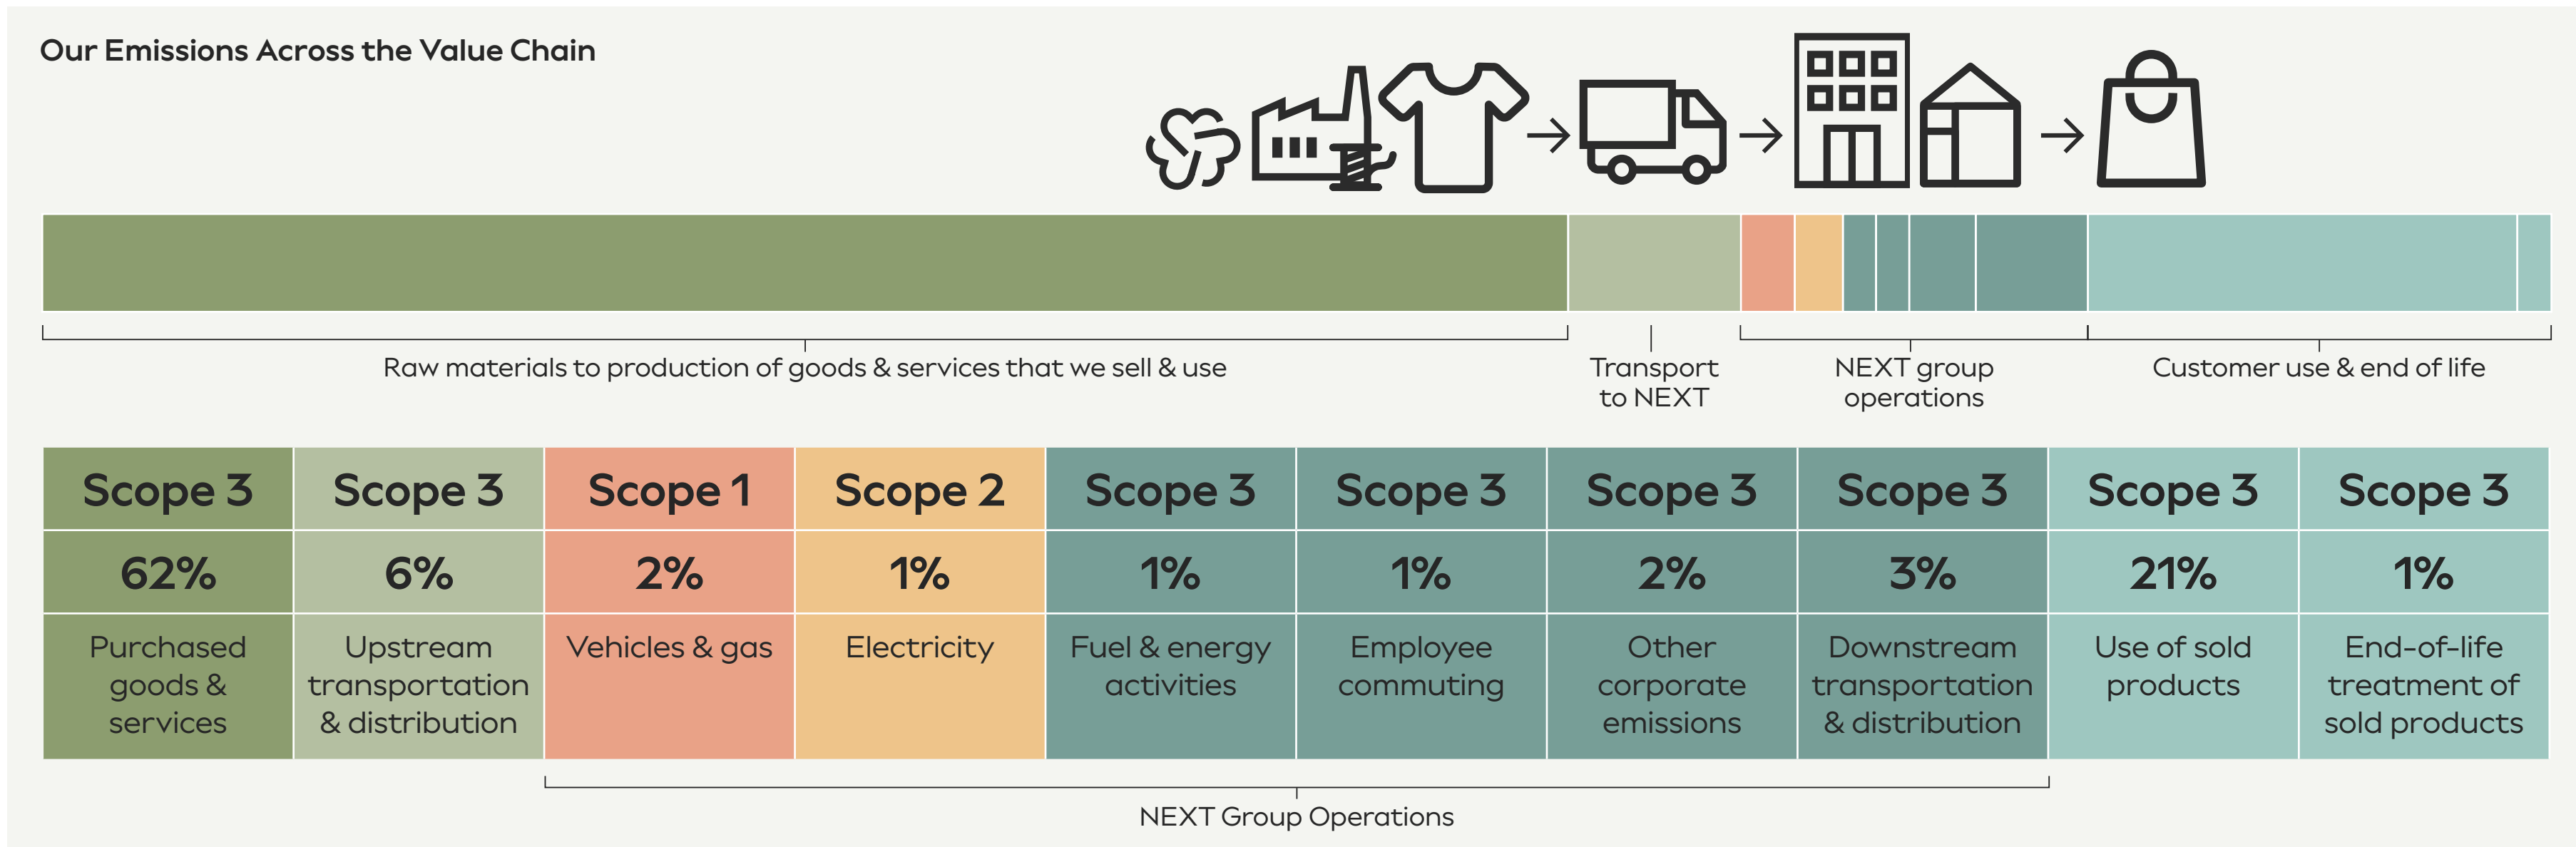 Our Emissions Across the Value Chain
Raw materials to production of goods & services that we sell & use
Transport
to NEXT
NEXT group
operations
Customer use & end of life
Scope 3
Scope 3
Scope 1
Scope 2
Scope 3
Scope 3
Scope 3
Scope 3
Scope 3
Scope 3
62%
6%
2%
1%
1%
1%
2%
3%
21%
1%
Purchased
goods &
services
Upstream
transportation
& distribution
Vehicles & gas
Electricity
Fuel & energy
activities
Employee
commuting
Other
corporate
emissions
Downstream
transportation
& distribution
Use of sold
products
End-of-life
treatment of
sold products
NEXT Group Operations